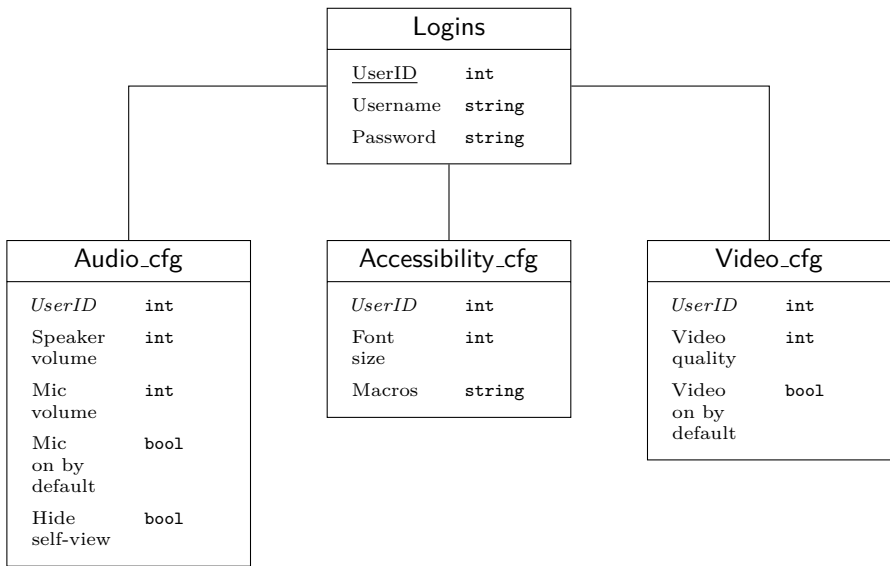 Logins
UserID int
Username string
Password string
Audio_cfg
UserID int
Speaker int
volume
Mic int
volume
Mic bool
on by
default
Hide bool
self-view
Accessibility_cfg
UserID int
Font int
size
Macros string
Video_cfg
UserID int
Video int
quality
Video bool
on by
default